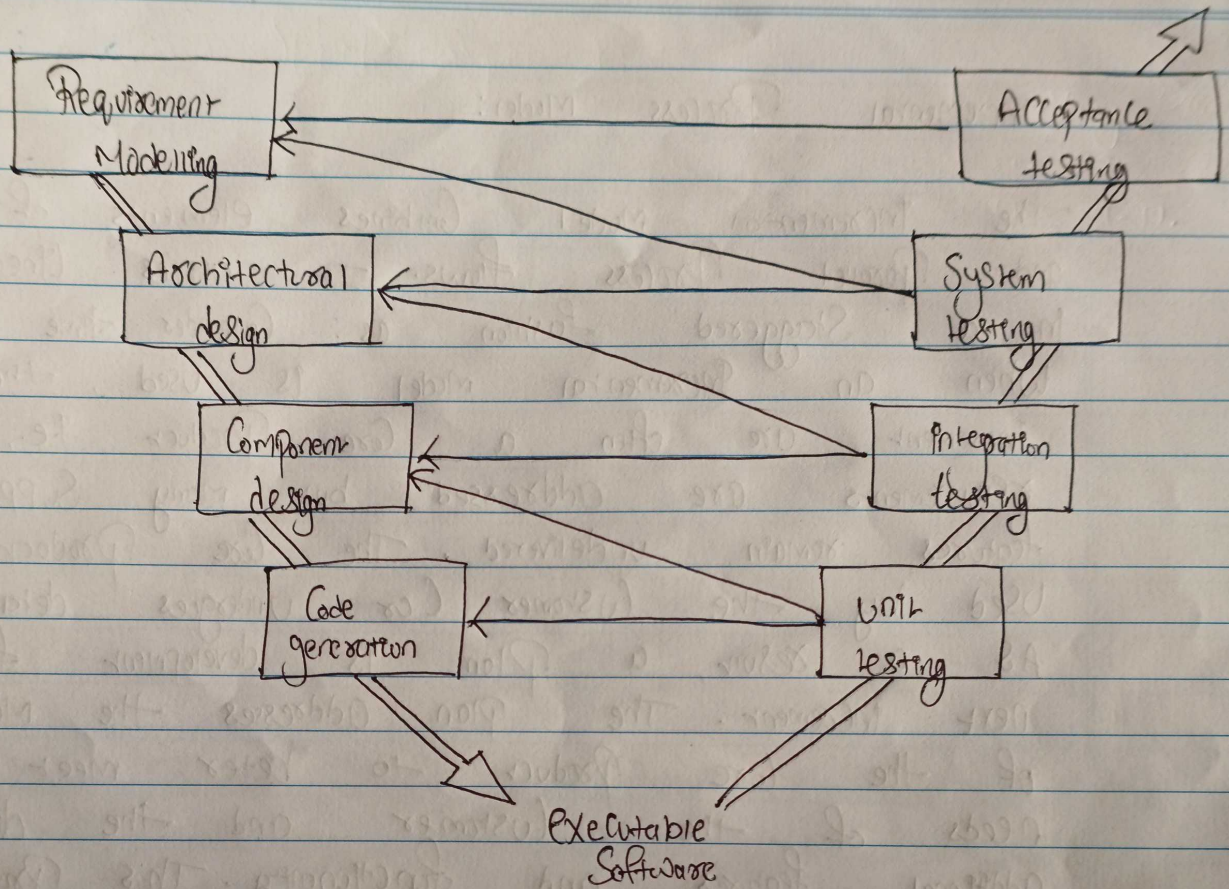 Requirement
Modelling
Acceptance
testing
Architectural
design
System
testing
Component
design
integration
testing
Code
generation
unit
testing
executable
Software